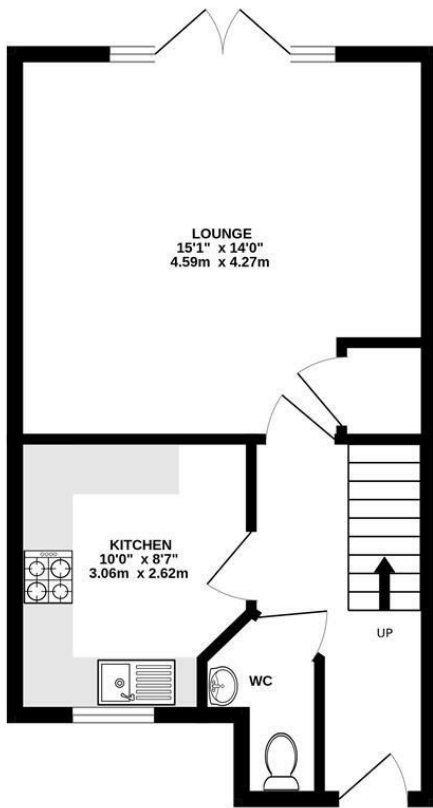 LOUNGE
15'1" x 14'0"
4.59m x 4.27m
KITCHEN
10'0" x 8'7"
3.06m x 2.62m
UP
WC